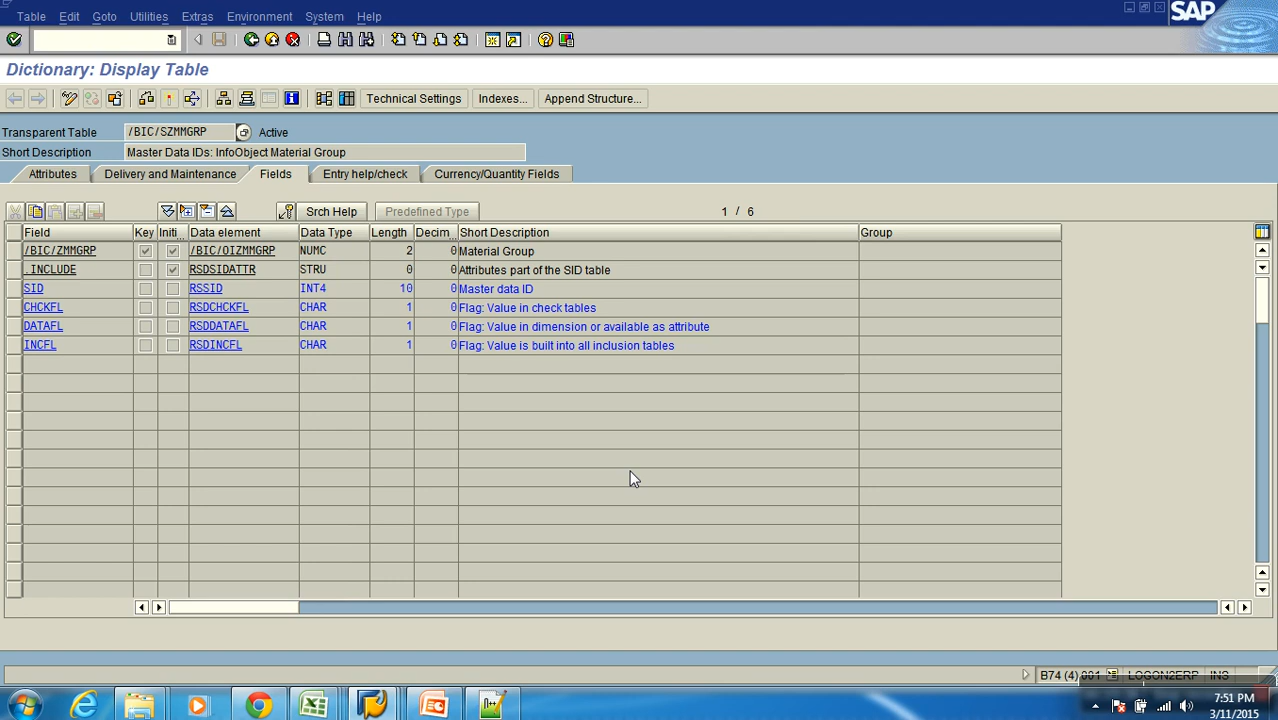 Table Edit Goto Utilities Extras Environment System Help
SAP
Dictionary: Display Table
Technical Settings Indexes... Append Structure...
Transparent Table /BIC/SZMMGRP Active
Short Description Master Data IDs: InfoObject Material Group
Attributes Delivery and Maintenance Fields Entry help/check Currency/Quantity Fields
Srch Help Predefined Type 1 / 6
Field Key Initi... Data element Data Type Length Decim... Short Description Group
/BIC/ZMMGRP /BIC/OIZMMGRP NUMC 2 0 Material Group
.INCLUDE RSDSIDATTR STRU 0 0 Attributes part of the SID table
SID RSSID INT4 10 0 Master data ID
CHCKFL RSDCHCKFL CHAR 1 0 Flag: Value in check tables
DATAFL RSDDATAFL CHAR 1 0 Flag: Value in dimension or available as attribute
INCFL RSDINCFL CHAR 1 0 Flag: Value is built into all inclusion tables
B74 (4) 001 LOGON2ERP INS
7:51 PM
3/11/2015